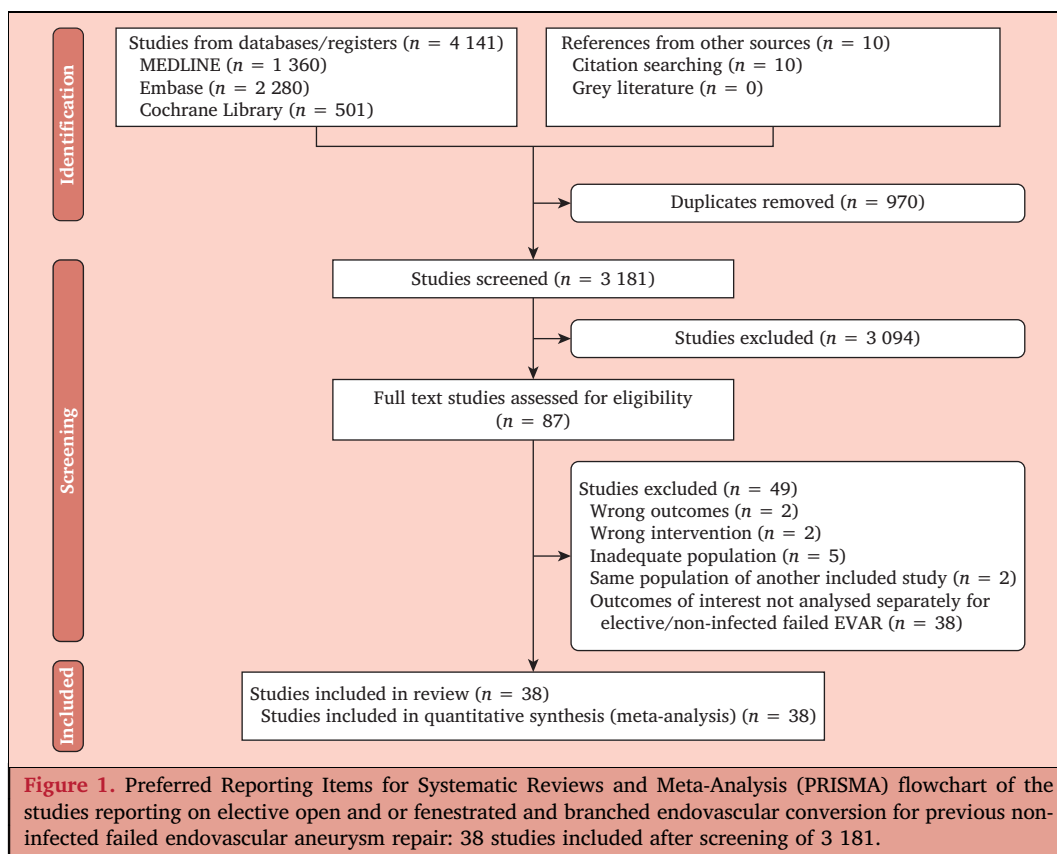 Identification
Studies from databases/registers (n = 4 141)
MEDLINE (n = 1 360)
Embase (n = 2 280)
Cochrane Library (n = 501)
References from other sources (n = 10)
Citation searching (n = 10)
Grey literature (n = 0)
Duplicates removed (n = 970)
Screening
Studies screened (n = 3 181)
Studies excluded (n = 3 094)
Full text studies assessed for eligibility
(n = 87)
Studies excluded (n = 49)
Wrong outcomes (n = 2)
Wrong intervention (n = 2)
Inadequate population (n = 5)
Same population of another included study (n = 2)
Outcomes of interest not analysed separately for
elective/non-infected failed EVAR (n = 38)
Included
Studies included in review (n = 38)
Studies included in quantitative synthesis (meta-analysis) (n = 38)
Figure 1. Preferred Reporting Items for Systematic Reviews and Meta-Analysis (PRISMA) flowchart of the
studies reporting on elective open and or fenestrated and branched endovascular conversion for previous non-
infected failed endovascular aneurysm repair: 38 studies included after screening of 3 181.